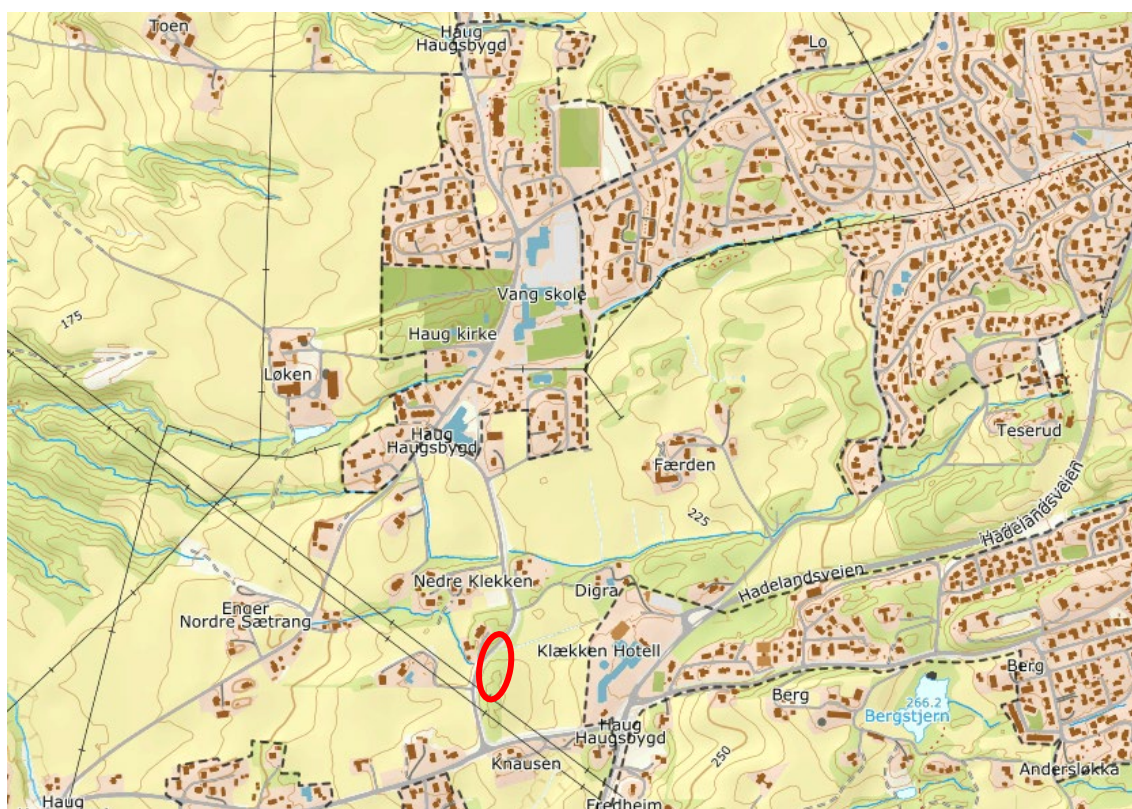 Toen
Haug
Haugsbygd
Lo
175
Vang skole
Haug kirke
Løken
Haug
Haugsbygd
Færden
Teserud
225
Hadelandsveien
Hadelandsveien
Nedre Klekken
Digra
Enger
Nordre Sætrang
Klækken Hotell
Berg
Berg
266.2
Bergstjern
Haug
Haugsbygd
250
Knausen
Andersløkka
Haug
Fredheim